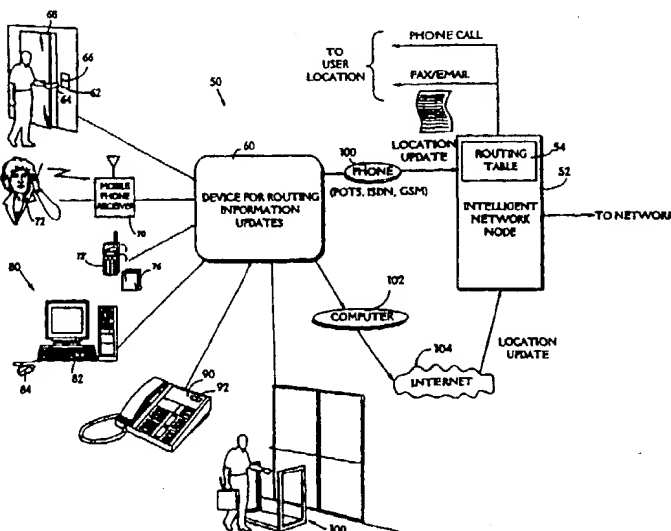 68
66
64
62
50
TO
USER
LOCATION
PHONE CALL
FAX/EMAIL
LOCATION
UPDATE
60
DEVICE FOR ROUTING
INFORMATION
UPDATES
100
PHONE
(POTS, ISDN, GSM)
ROUTING
TABLE
54
52
INTELLIGENT
NETWORK
NODE
TO NETWORK
72
MOBILE
PHONE
RECEIVER
70
76
80
82
84
90
92
102
COMPUTER
104
INTERNET
LOCATION
UPDATE